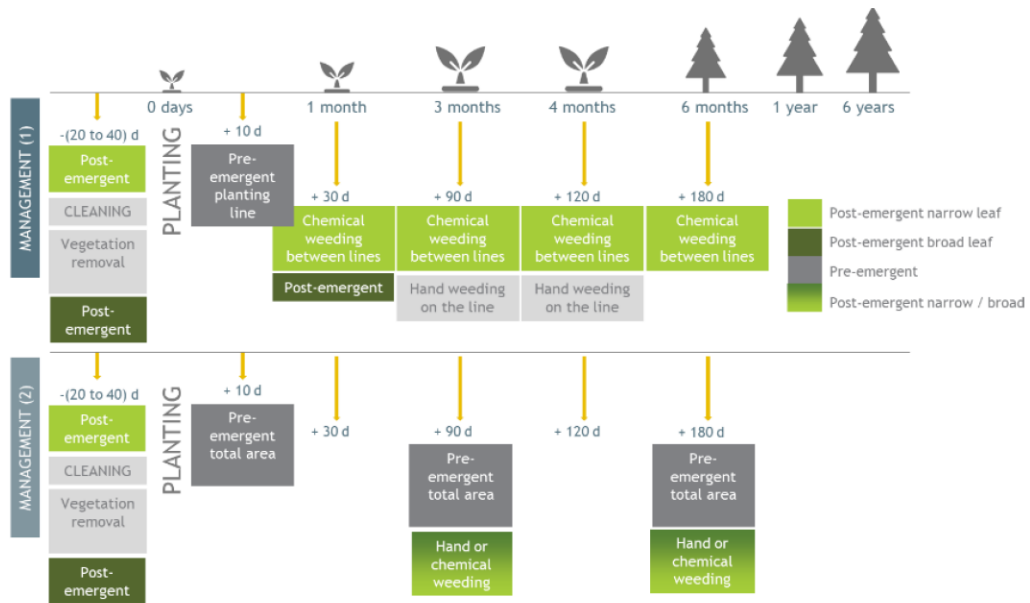 0 days
1 month
3 months
4 months
6 months
1 year
6 years
MANAGEMENT (1)
-(20 to 40) d
Post-
emergent
CLEANING
Vegetation
removal
Post-
emergent
PLANTING
+ 10 d
Pre-
emergent
planting
line
+ 30 d
Chemical
weeding
between lines
Post-emergent
+ 90 d
Chemical
weeding
between lines
Hand weeding
on the line
+ 120 d
Chemical
weeding
between lines
Hand weeding
on the line
+ 180 d
Chemical
weeding
between lines
Post-emergent narrow leaf
Post-emergent broad leaf
Pre-emergent
Post-emergent narrow / broad
MANAGEMENT (2)
-(20 to 40) d
Post-
emergent
CLEANING
Vegetation
removal
Post-
emergent
PLANTING
+ 10 d
Pre-
emergent
total area
+ 30 d
+ 90 d
Pre-
emergent
total area
Hand or
chemical
weeding
+ 120 d
+ 180 d
Pre-
emergent
total area
Hand or
chemical
weeding